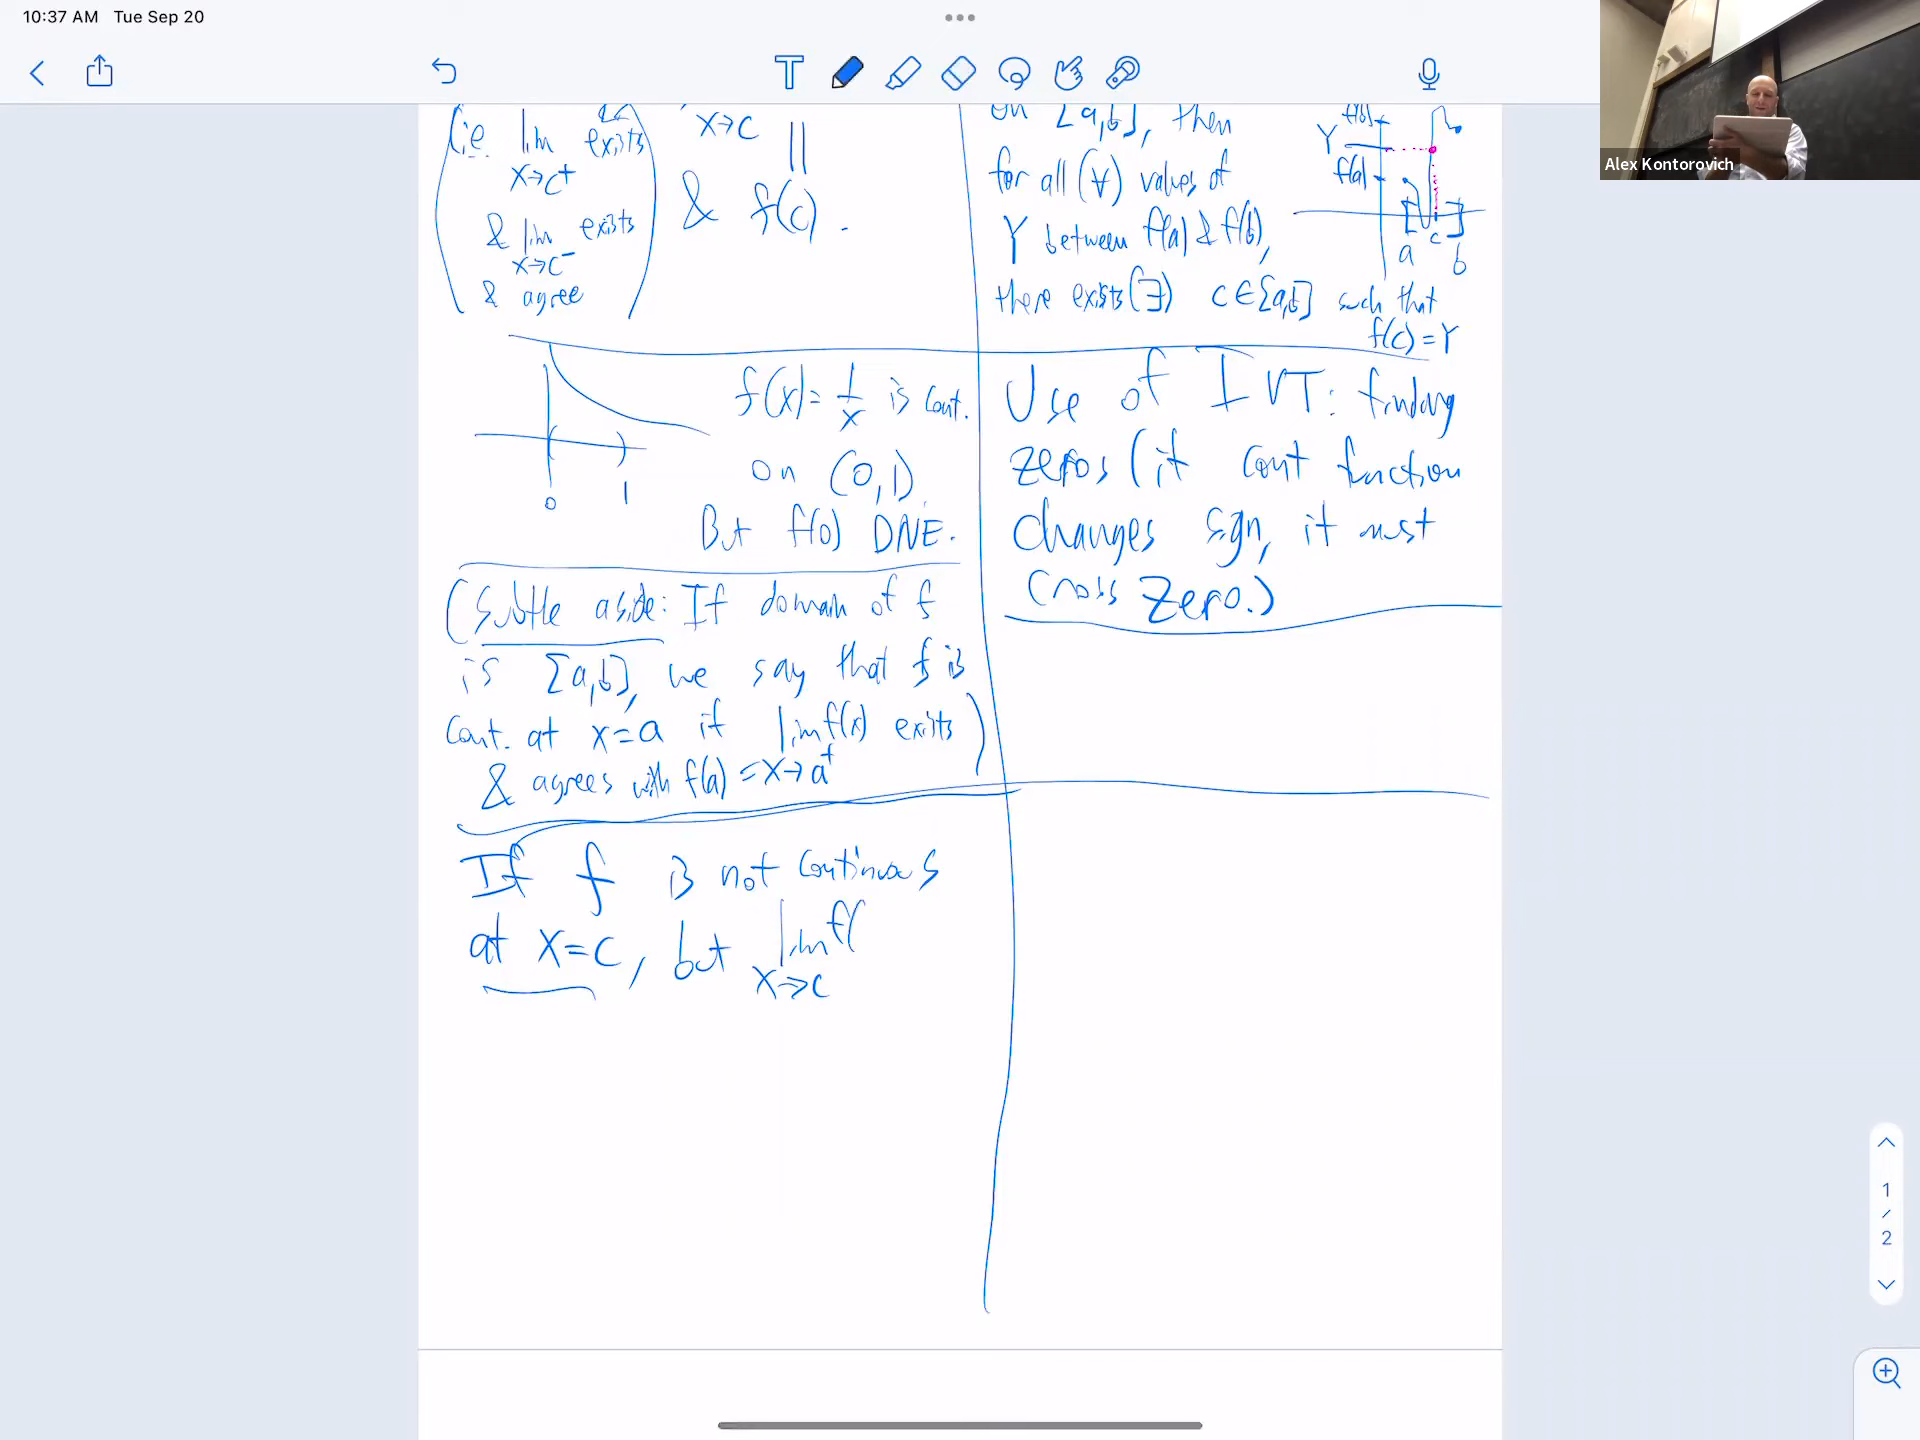 10:37 AM Tue Sep 20
Alex Kontorovich
(i.e. lim exists
x→c+
& lim exists
x→c-
& agree)
x→c
||
& f(c).
on [a,b], then
for all (∀) values of
Y between f(a) & f(b),
there exists (∃) c∈[a,b] such that
f(c)=Y
f(b)
Y
f(a)
[ ]
a c b
0 1
f(x)= 1/x is cont.
on (0,1)
But f(0) DNE.
(Subtle aside: If domain of f
is [a,b], we say that f is
cont. at x=a if lim f(x) exists
& agrees with f(a) = x→a+)
If f is not continuous
at x=c, but lim f(
x→c
Use of IVT: finding
zeros (if cont function
changes sgn, it must
cross zero.)
1
/
2